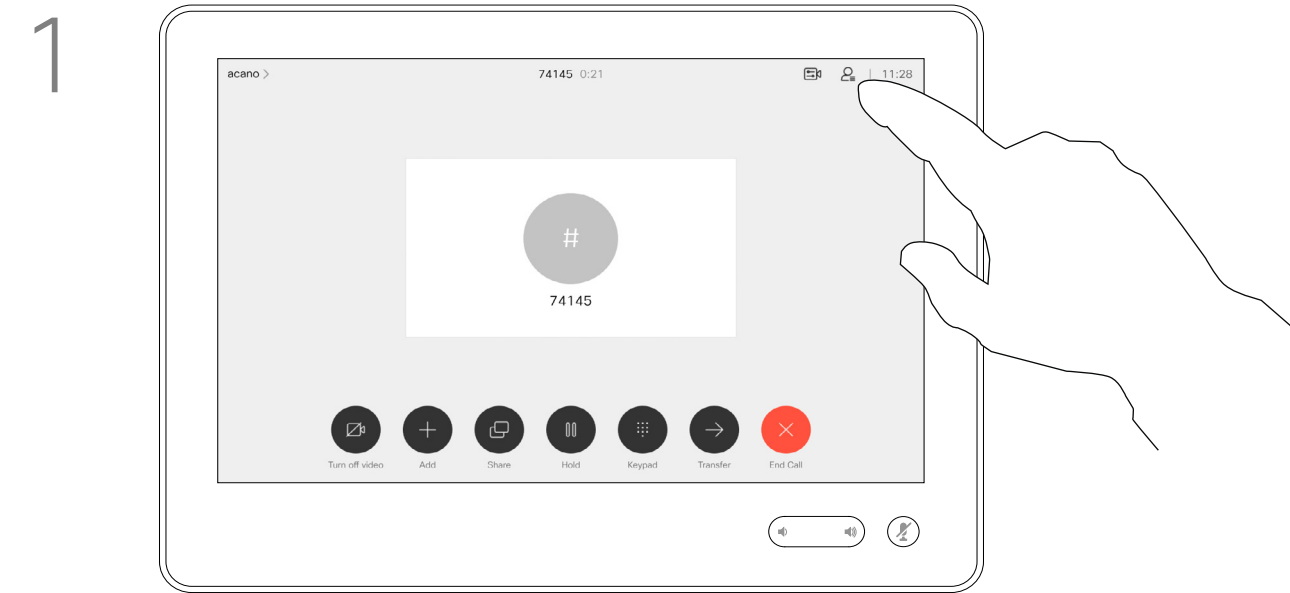 1
acano >
74145 0:21
11:28
#
74145
Turn off video
Add
Share
Hold
Keypad
Transfer
End Call